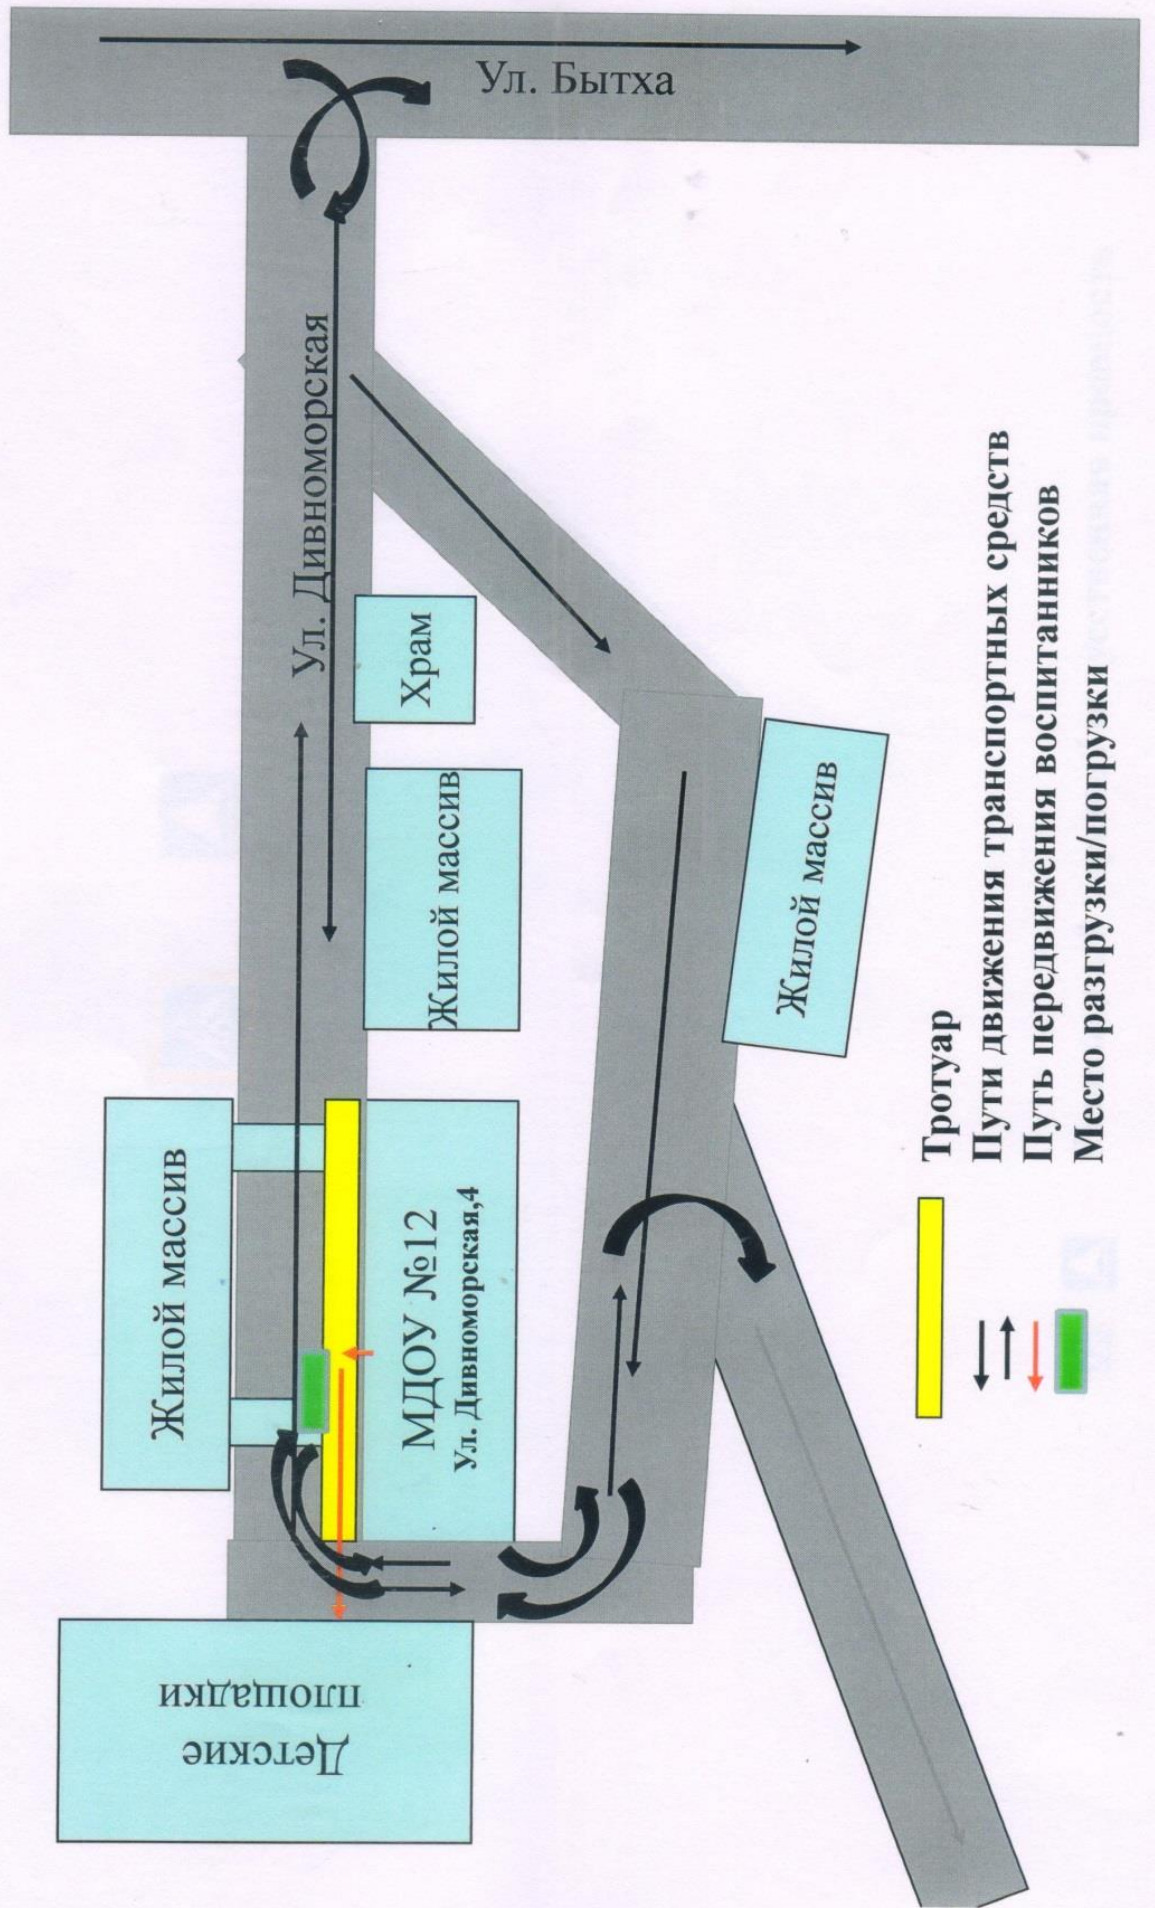 Ул. Бытха
Ул. Дивноморская
Храм
Жилой массив
Жилой массив
Жилой массив
МДОУ №12
Ул. Дивноморская,4
Детские
площадки
Тротуар
Пути движения транспортных средств
Путь передвижения воспитанников
Место разгрузки/погрузки